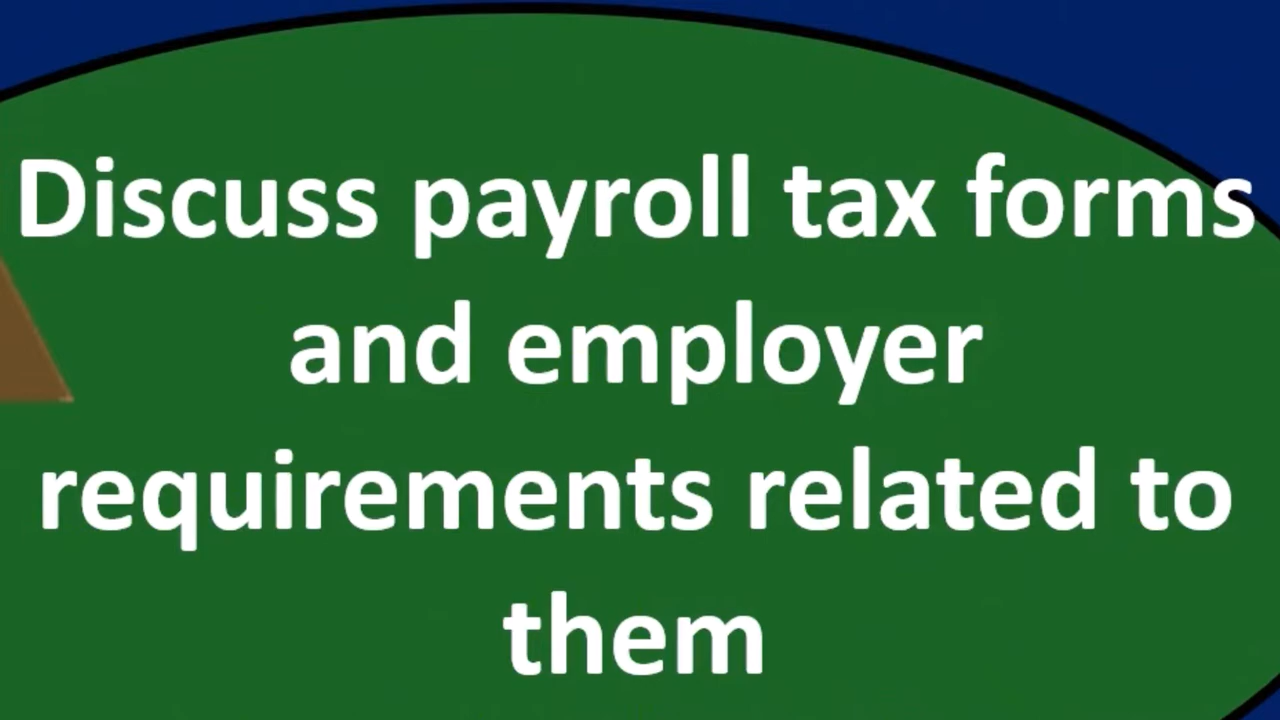 Discuss payroll tax forms
and employer
requirements related to
them